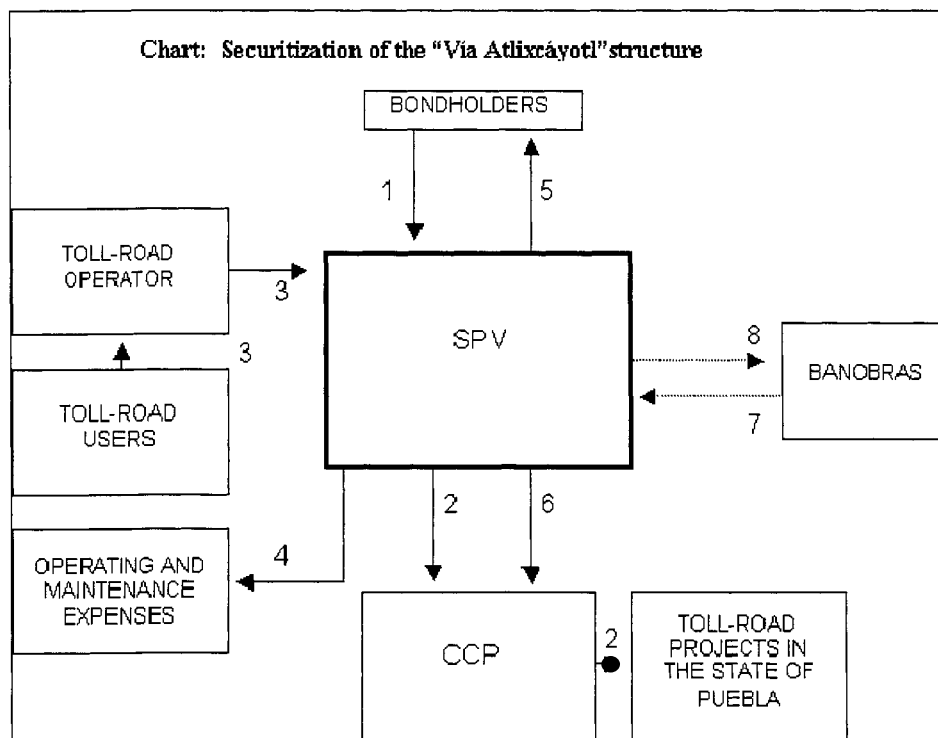 Chart: Securitization of the "Vía Atlixcáyotl" structure
BONDHOLDERS
1
5
TOLL-ROAD
OPERATOR
3
SPV
3
8
BANOBRAS
7
TOLL-ROAD
USERS
2
6
4
OPERATING AND
MAINTENANCE
EXPENSES
CCP
2
TOLL-ROAD
PROJECTS IN
THE STATE OF
PUEBLA